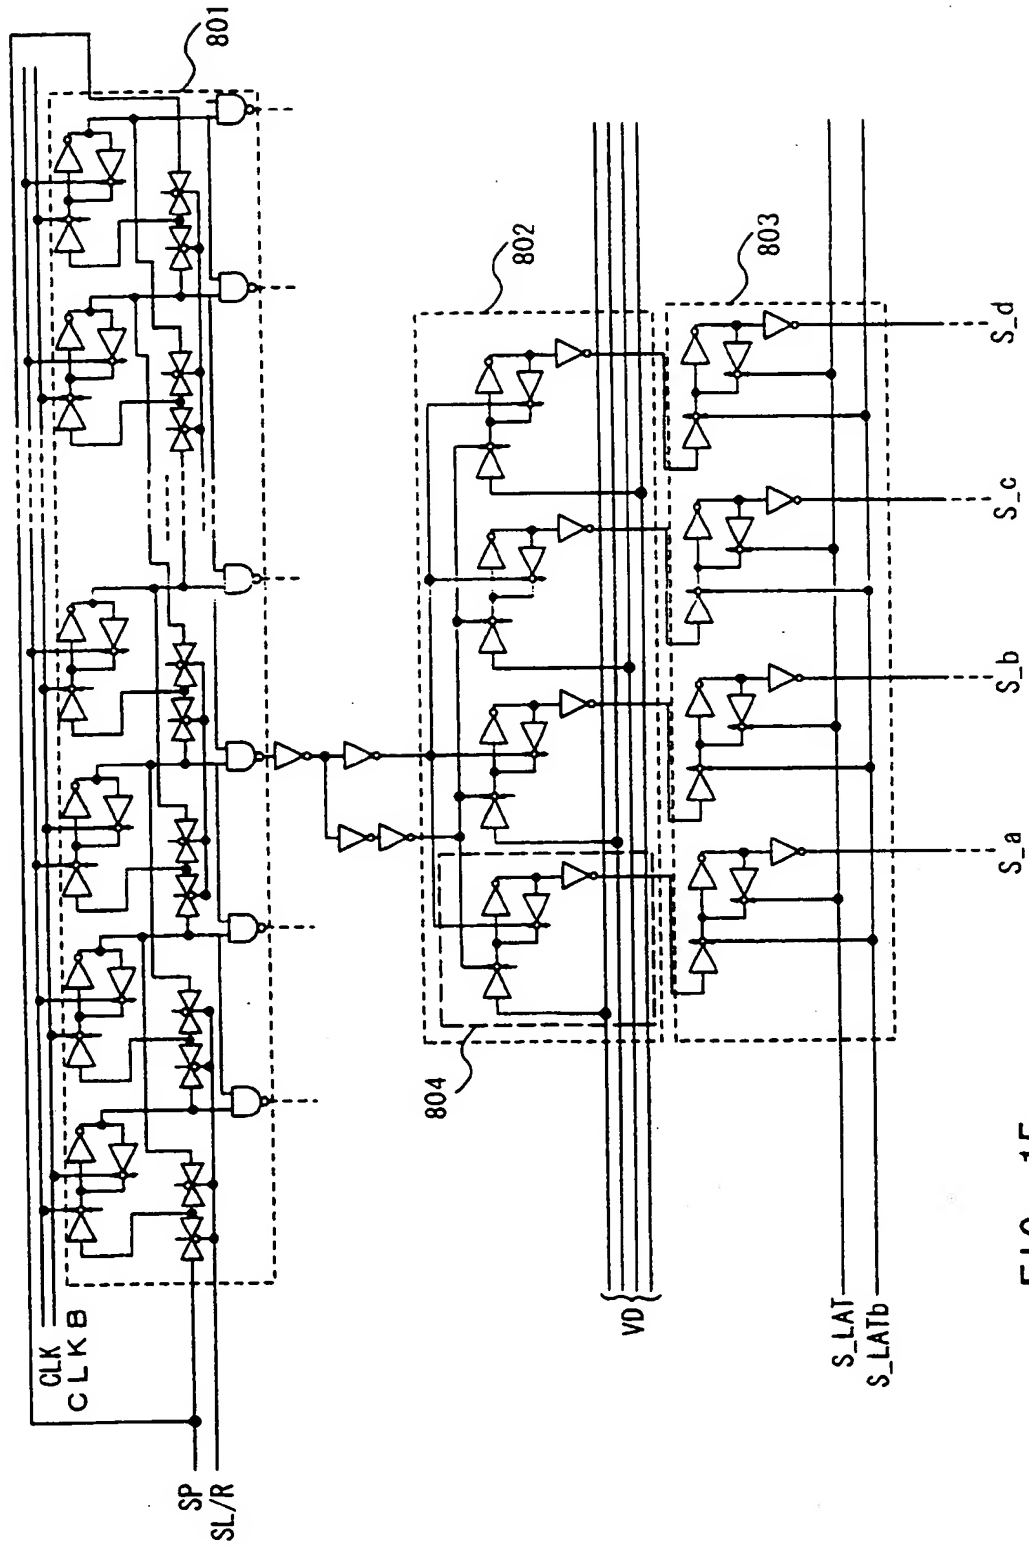 801
CLK
CLKB
SP
SL/R
802
803
804
VD
S_LAT
S_LATb
S_a
S_b
S_c
S_d